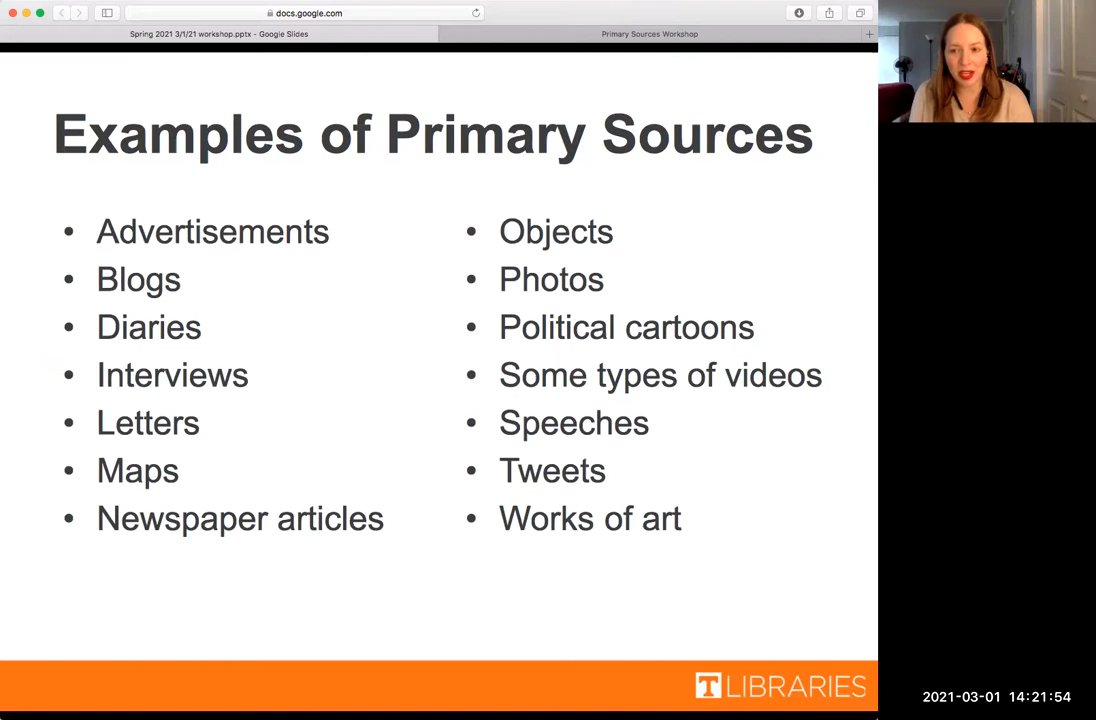 docs.google.com
Spring 2021 3/1/21 workshop.pptx - Google Slides
Primary Sources Workshop
Examples of Primary Sources
• Advertisements
• Blogs
• Diaries
• Interviews
• Letters
• Maps
• Newspaper articles
• Objects
• Photos
• Political cartoons
• Some types of videos
• Speeches
• Tweets
• Works of art
T LIBRARIES
2021-03-01 14:21:54